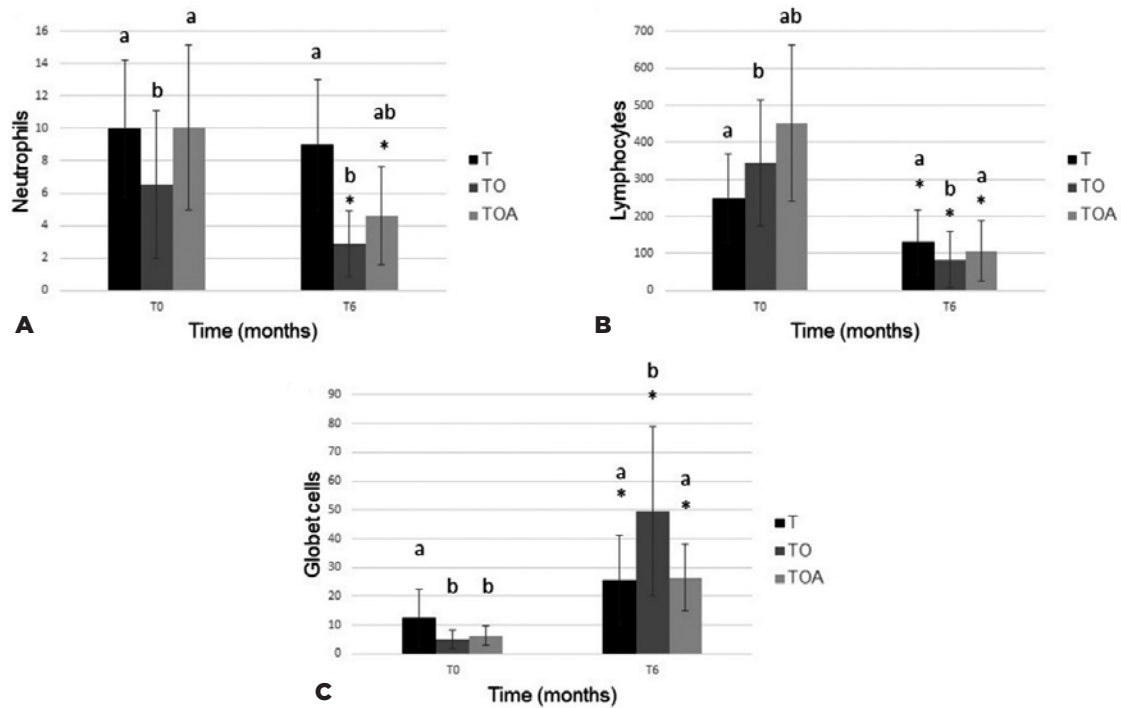 a a a
b
a
ab
*
b
*
Neutrophils
16
14
12
10
8
6
4
2
0
T0 T6
Time (months)
T
TO
TOA
A
ab
b
a
a b a
* * *
Lymphocytes
700
600
500
400
300
200
100
0
T0 T6
Time (months)
T
TO
TOA
B
b
*
a a
* *
a
b b
Globet cells
90
80
70
60
50
40
30
20
10
0
T0 T6
Time (months)
T
TO
TOA
C